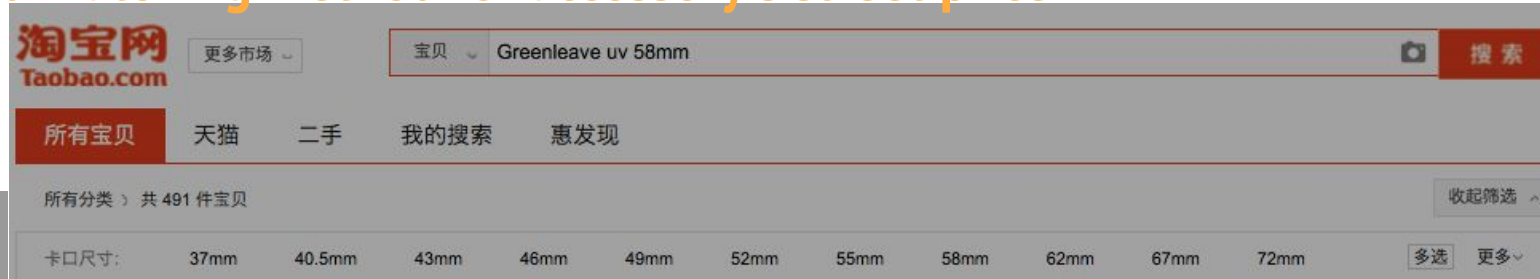 淘宝网
Taobao.com
更多市场
宝贝
Greenleave uv 58mm
搜索
所有宝贝
天猫
二手
我的搜索
惠发现
所有分类 > 共 491 件宝贝
收起筛选
卡口尺寸: 37mm 40.5mm 43mm 46mm 49mm 52mm 55mm 58mm 62mm 67mm 72mm 多选 更多